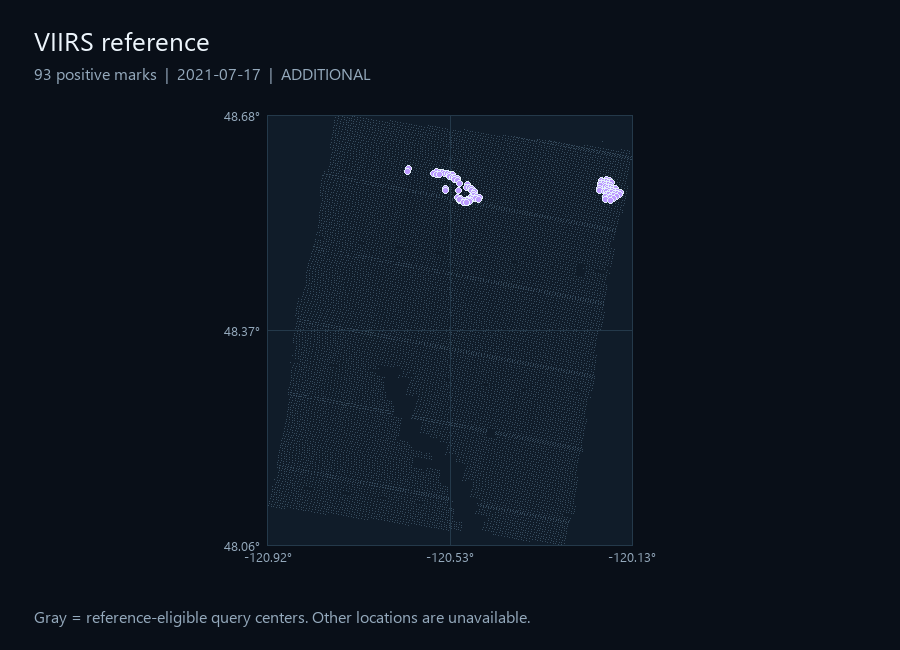 VIIRS reference
93 positive marks | 2021-07-17 | ADDITIONAL
48.68°
48.37°
48.06°
-120.92° -120.53° -120.13°
Gray = reference-eligible query centers. Other locations are unavailable.